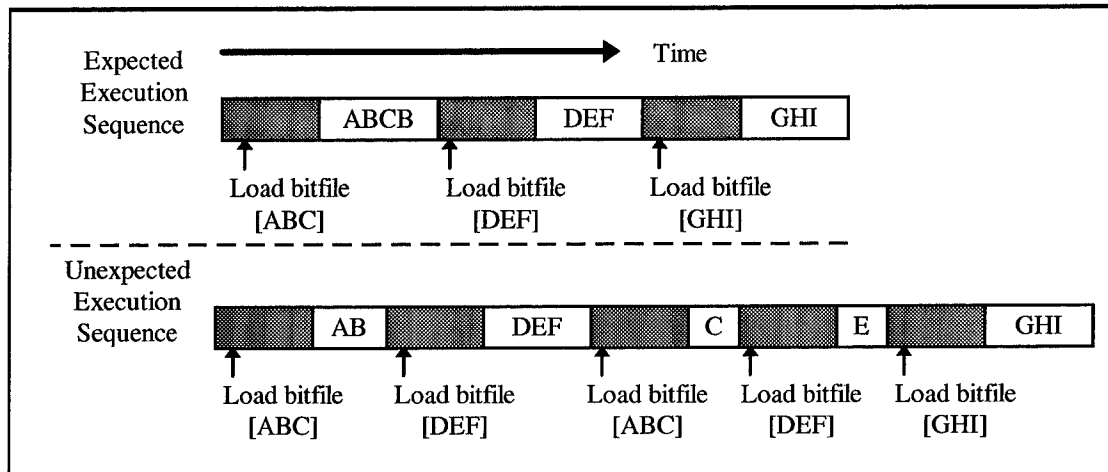 Expected
Execution
Sequence
Time
ABCB DEF GHI
Load bitfile Load bitfile Load bitfile
[ABC] [DEF] [GHI]
Unexpected
Execution
Sequence
AB DEF C E GHI
Load bitfile Load bitfile Load bitfile Load bitfile Load bitfile
[ABC] [DEF] [ABC] [DEF] [GHI]